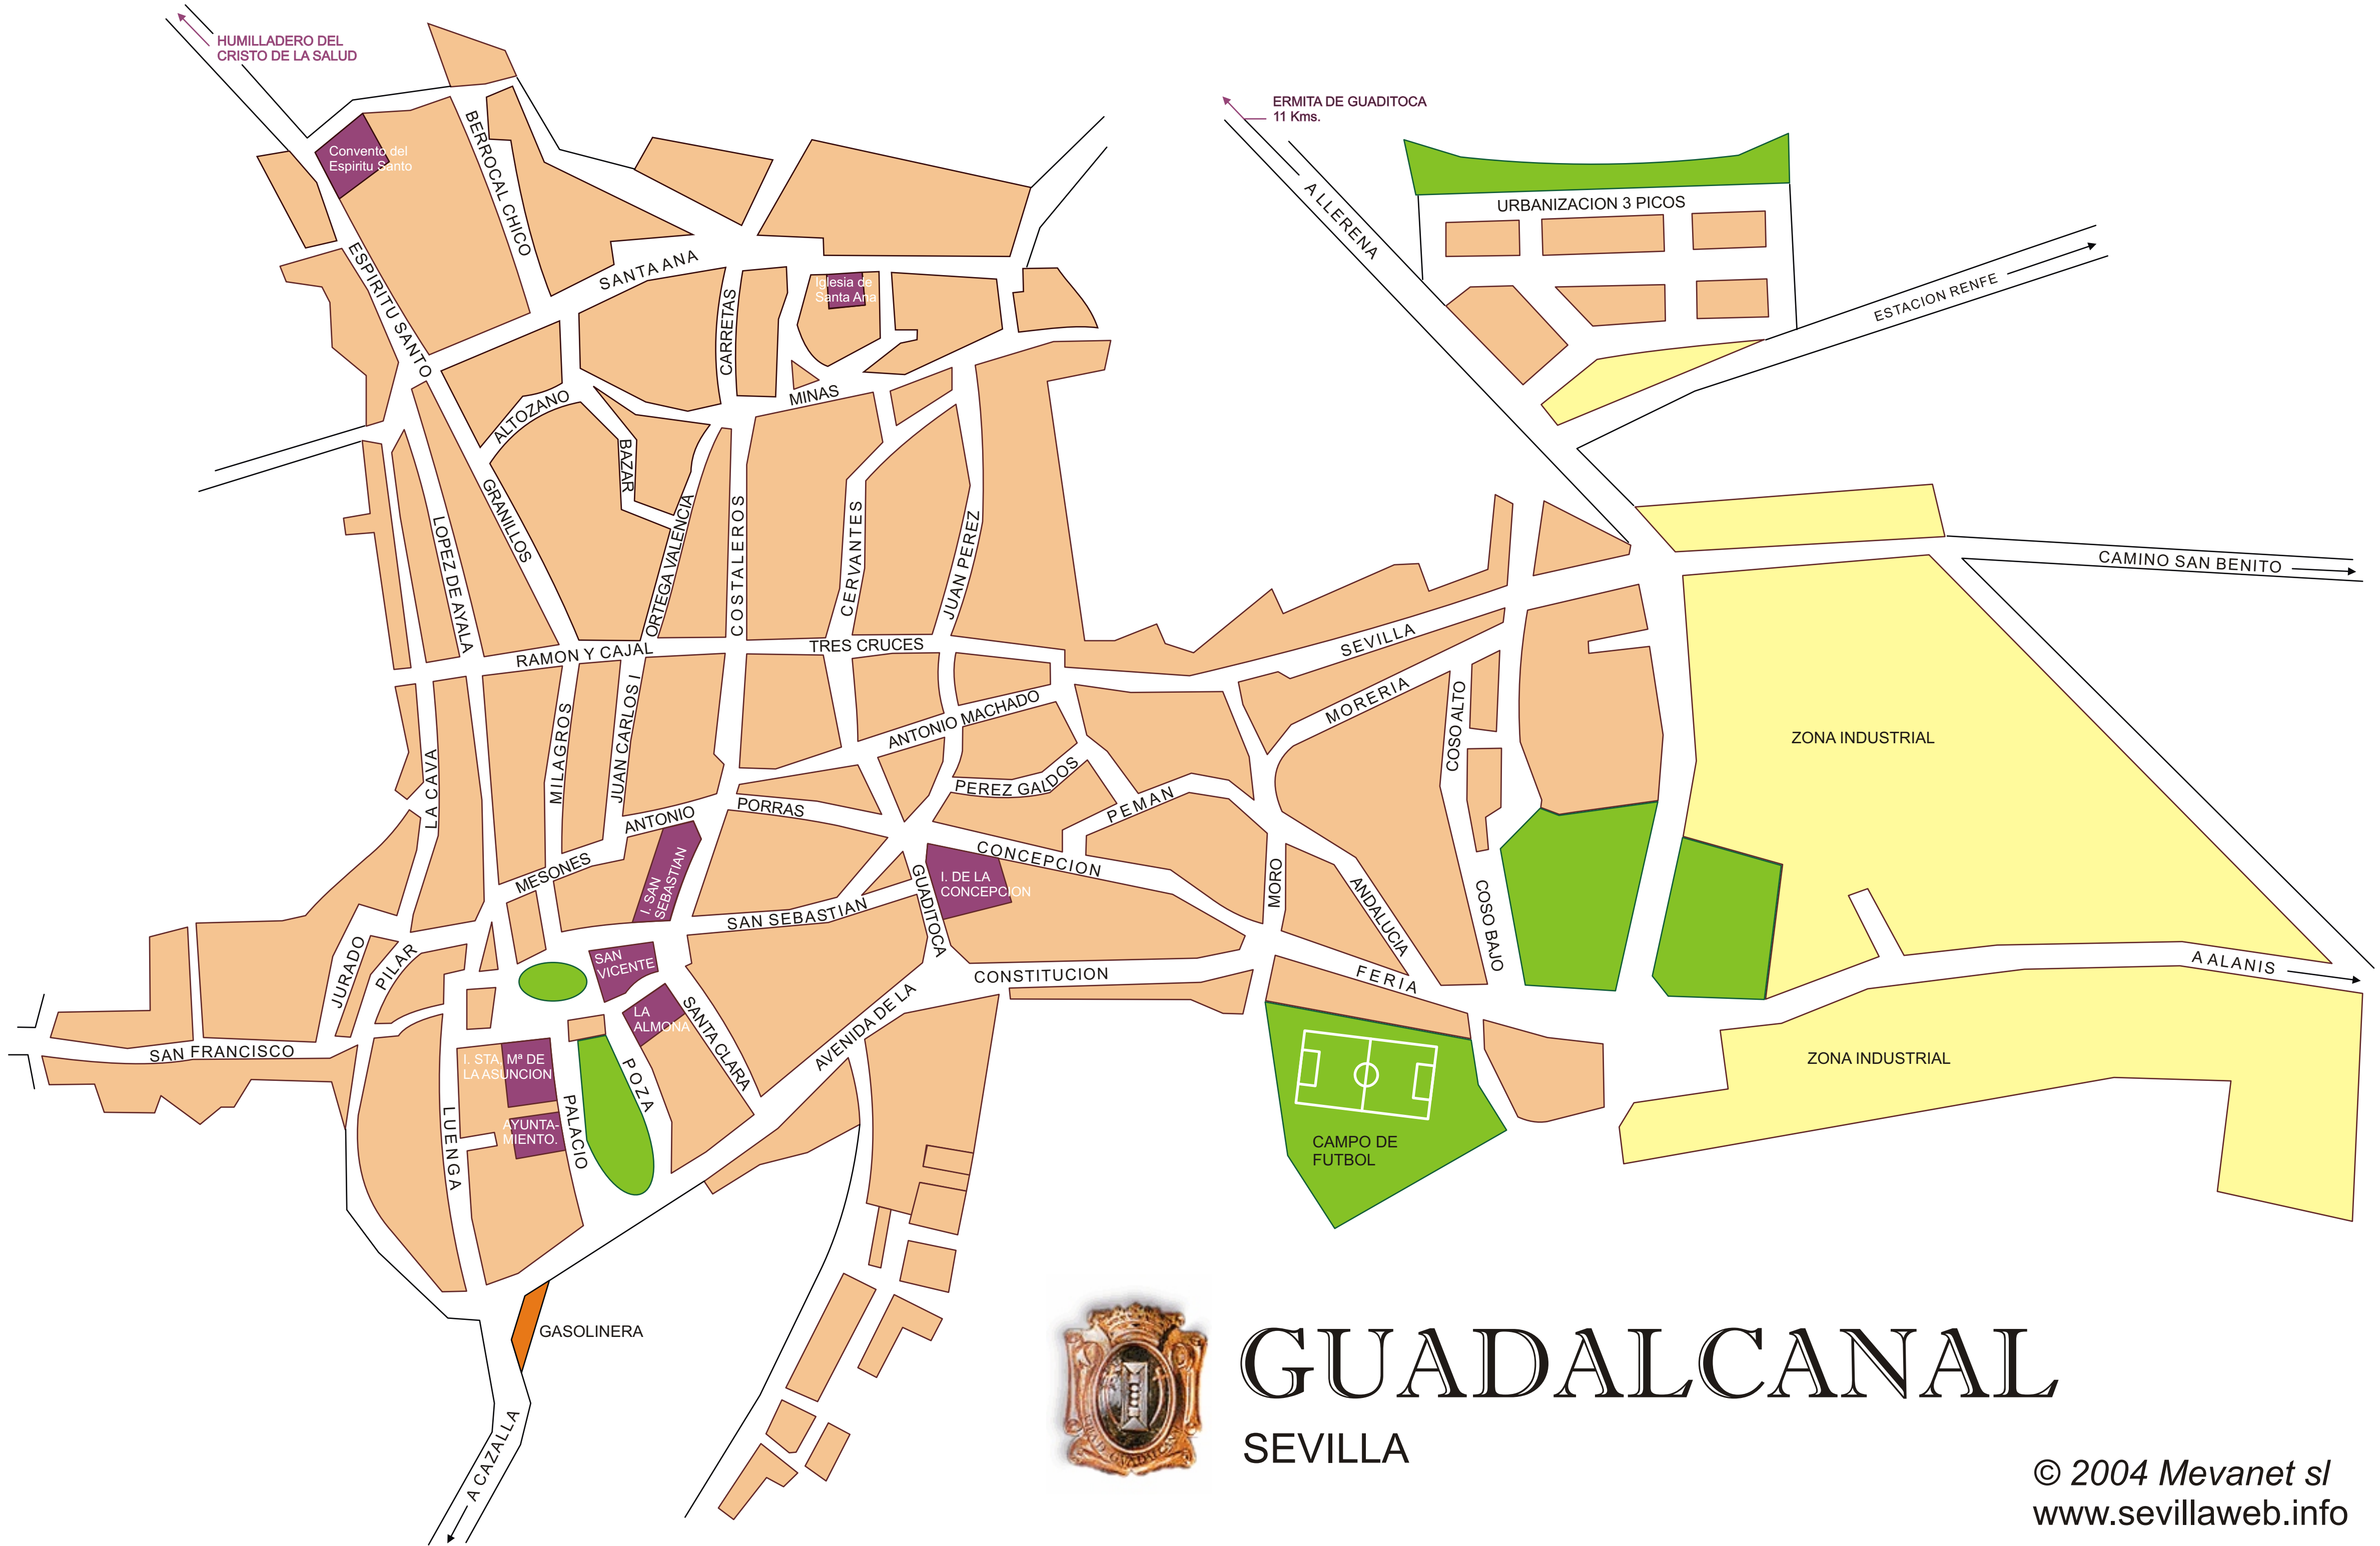 HUMILLADERO DEL
CRISTO DE LA SALUD
ERMITA DE GUADITOCA
11 Kms.
Convento del
Espiritu Santo
BERROCAL CHICO
A LLERENA
URBANIZACION 3 PICOS
ESTACION RENFE
ESPIRITU SANTO
SANTA ANA
CARRETAS
Iglesia de
Santa Ana
MINAS
ALTOZANO
BAZAR
GRANILLOS
LOPEZ DE AYALA
ORTEGA VALENCIA
COSTALEROS
CERVANTES
JUAN PEREZ
CAMINO SAN BENITO
RAMON Y CAJAL
TRES CRUCES
SEVILLA
MORERIA
COSO ALTO
ANTONIO MACHADO
ZONA INDUSTRIAL
LA CAVA
MILAGROS
JUAN CARLOS I
PEREZ GALDOS
PEMAN
ANTONIO
PORRAS
MESONES
I. SAN
SEBASTIAN
CONCEPCION
I. DE LA
CONCEPCION
GUADITOCA
MORO
ANDALUCIA
COSO BAJO
SAN SEBASTIAN
JURADO
PILAR
SAN
VICENTE
CONSTITUCION
FERIA
A ALANIS
LA
ALMONA
SANTA CLARA
AVENIDA DE LA
SAN FRANCISCO
I. STA. Mª DE
LA ASUNCION
POZA
ZONA INDUSTRIAL
LUENGA
AYUNTA-
MIENTO.
PALACIO
CAMPO DE
FUTBOL
GASOLINERA
A CAZALLA
GUADALCANAL
SEVILLA
© 2004 Mevanet sl
www.sevillaweb.info